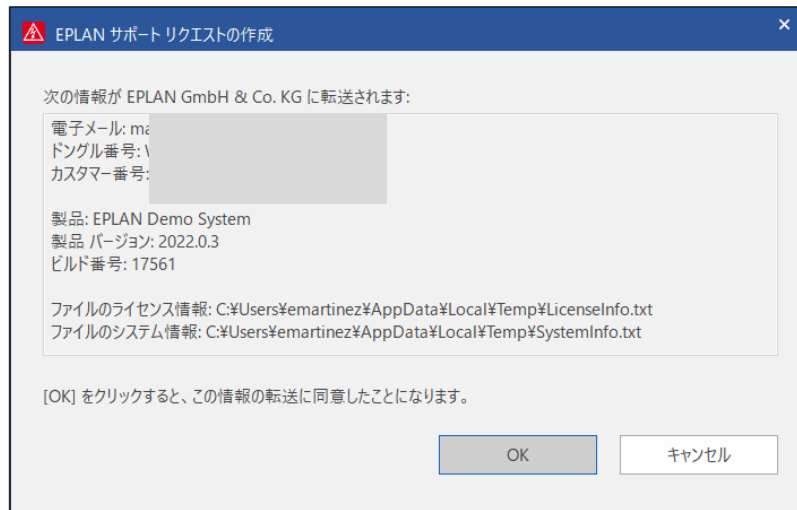 EPLAN サポート リクエストの作成
次の情報が EPLAN GmbH & Co. KG に転送されます:
電子メール: ma
ドングル番号:
カスタマー番号:
製品: EPLAN Demo System
製品 バージョン: 2022.0.3
ビルド番号: 17561
ファイルのライセンス情報: C:¥Users¥emartinez¥AppData¥Local¥Temp¥LicenseInfo.txt
ファイルのシステム情報: C:¥Users¥emartinez¥AppData¥Local¥Temp¥SystemInfo.txt
[OK] をクリックすると、この情報の転送に同意したことになります。
OK
キャンセル